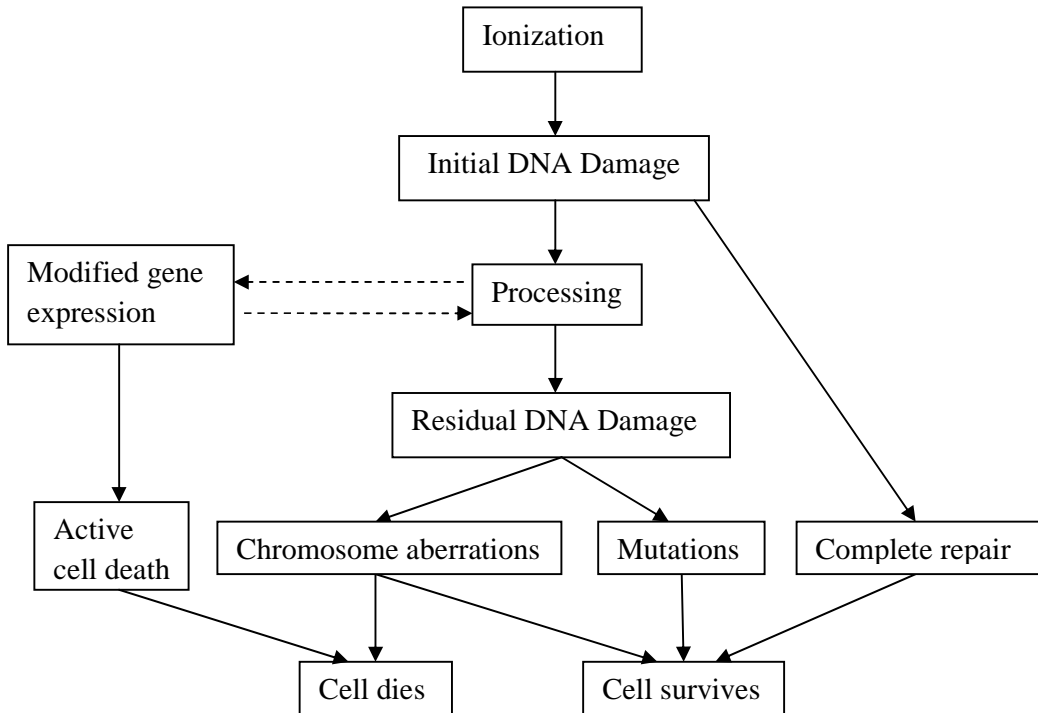 Ionization
Initial DNA Damage
Modified gene
expression
Processing
Residual DNA Damage
Active
cell death
Chromosome aberrations
Mutations
Complete repair
Cell dies
Cell survives